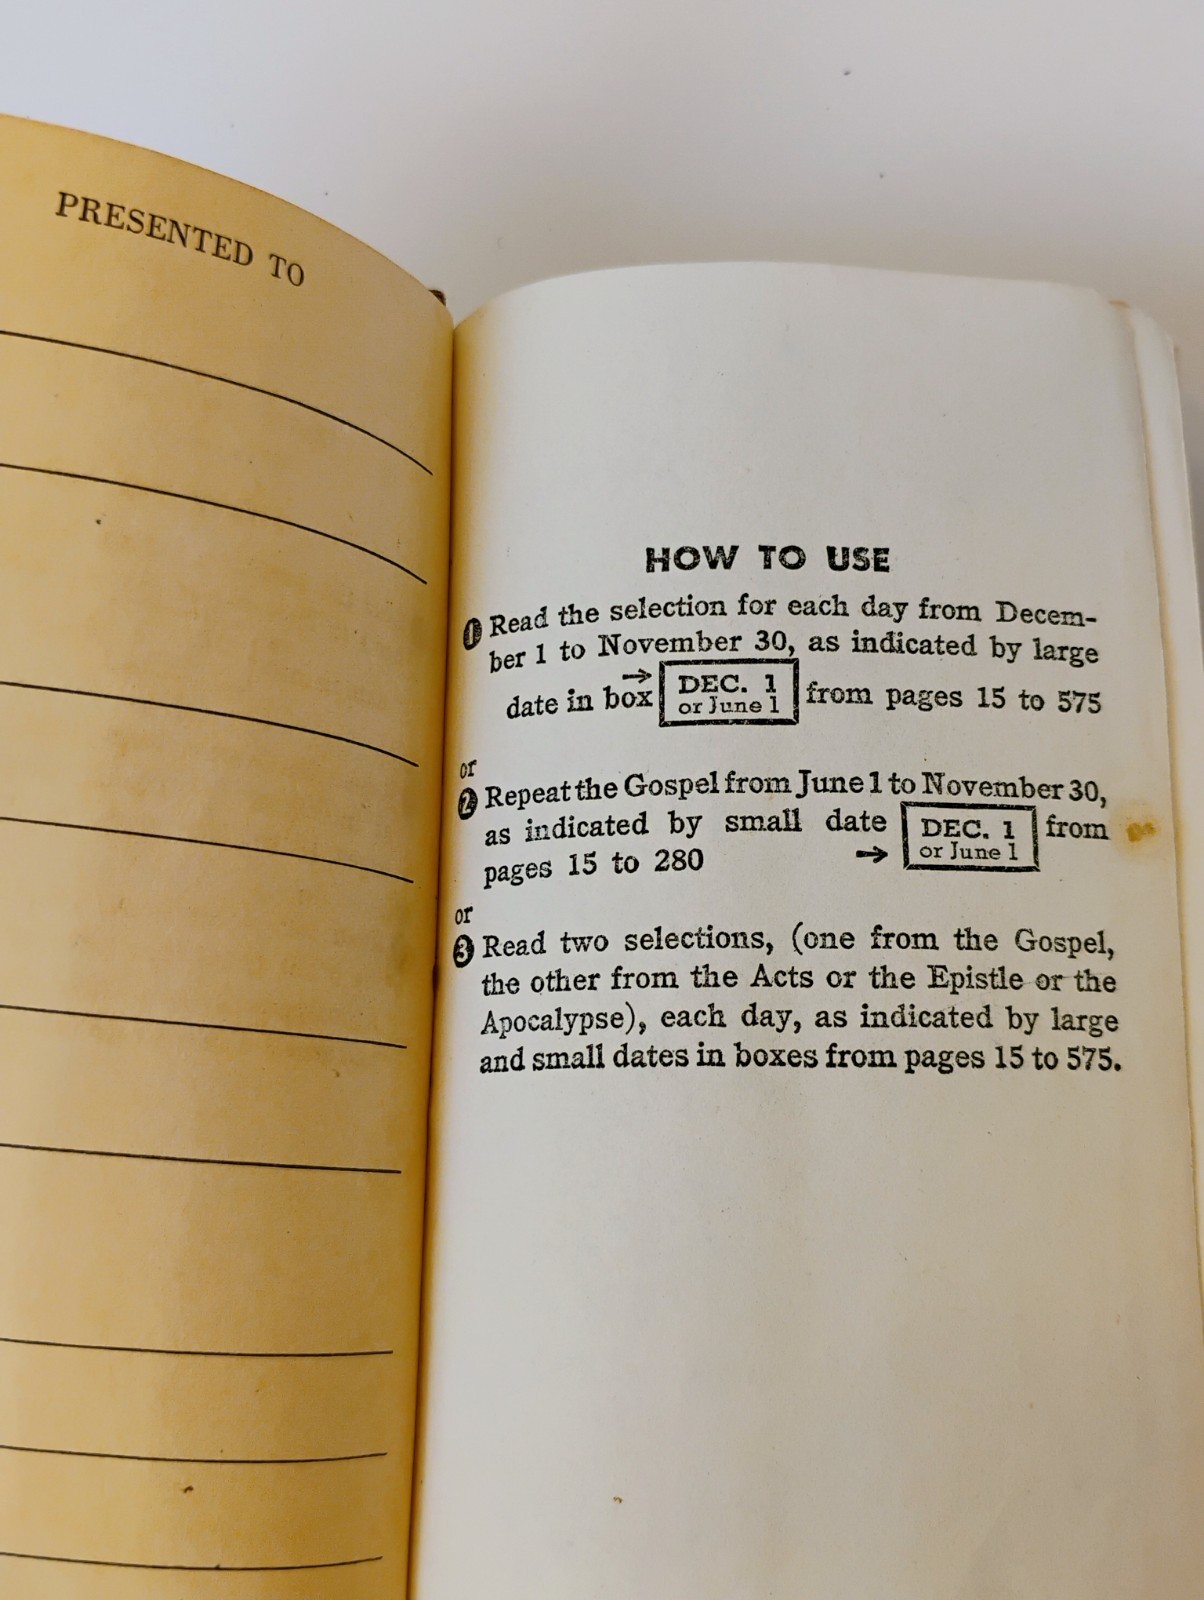 PRESENTED TO
HOW TO USE
❶ Read the selection for each day from Decem-
ber 1 to November 30, as indicated by large
date in box → DEC. 1 from pages 15 to 575
or June 1
or
❷ Repeat the Gospel from June 1 to November 30,
as indicated by small date DEC. 1 from
pages 15 to 280 → or June 1
or
❸ Read two selections, (one from the Gospel,
the other from the Acts or the Epistle or the
Apocalypse), each day, as indicated by large
and small dates in boxes from pages 15 to 575.